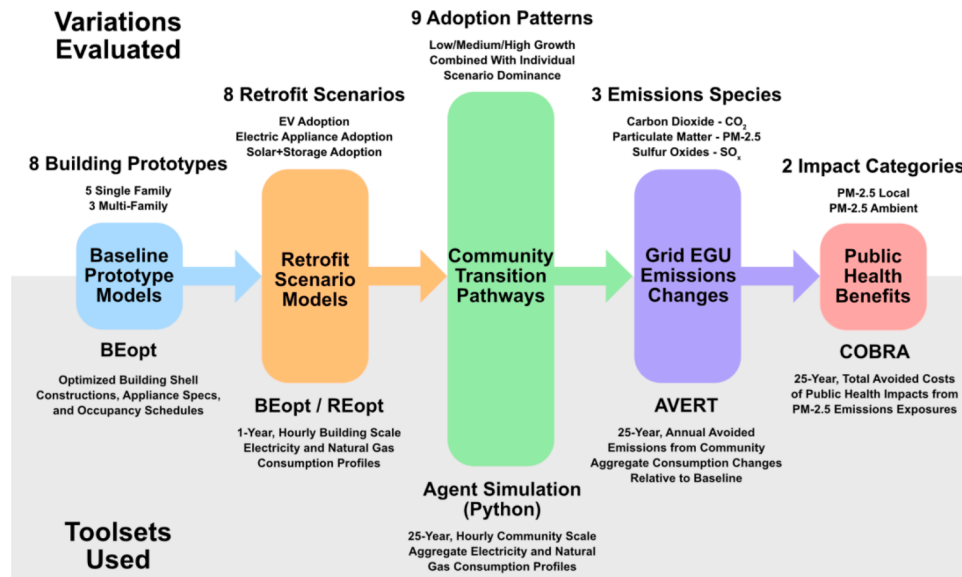 Variations
Evaluated
9 Adoption Patterns
Low/Medium/High Growth
Combined With Individual
Scenario Dominance
8 Retrofit Scenarios
EV Adoption
Electric Appliance Adoption
Solar+Storage Adoption
3 Emissions Species
Carbon Dioxide - CO₂
Particulate Matter - PM-2.5
Sulfur Oxides - SOₓ
8 Building Prototypes
5 Single Family
3 Multi-Family
2 Impact Categories
PM-2.5 Local
PM-2.5 Ambient
Baseline
Prototype
Models
Retrofit
Scenario
Models
Community
Transition
Pathways
Grid EGU
Emissions
Changes
Public
Health
Benefits
BEopt
Optimized Building Shell
Constructions, Appliance Specs,
and Occupancy Schedules
BEopt / REopt
1-Year, Hourly Building Scale
Electricity and Natural Gas
Consumption Profiles
Agent Simulation
(Python)
25-Year, Hourly Community Scale
Aggregate Electricity and Natural
Gas Consumption Profiles
AVERT
25-Year, Annual Avoided
Emissions from Community
Aggregate Consumption Changes
Relative to Baseline
COBRA
25-Year, Total Avoided Costs
of Public Health Impacts from
PM-2.5 Emissions Exposures
Toolsets
Used